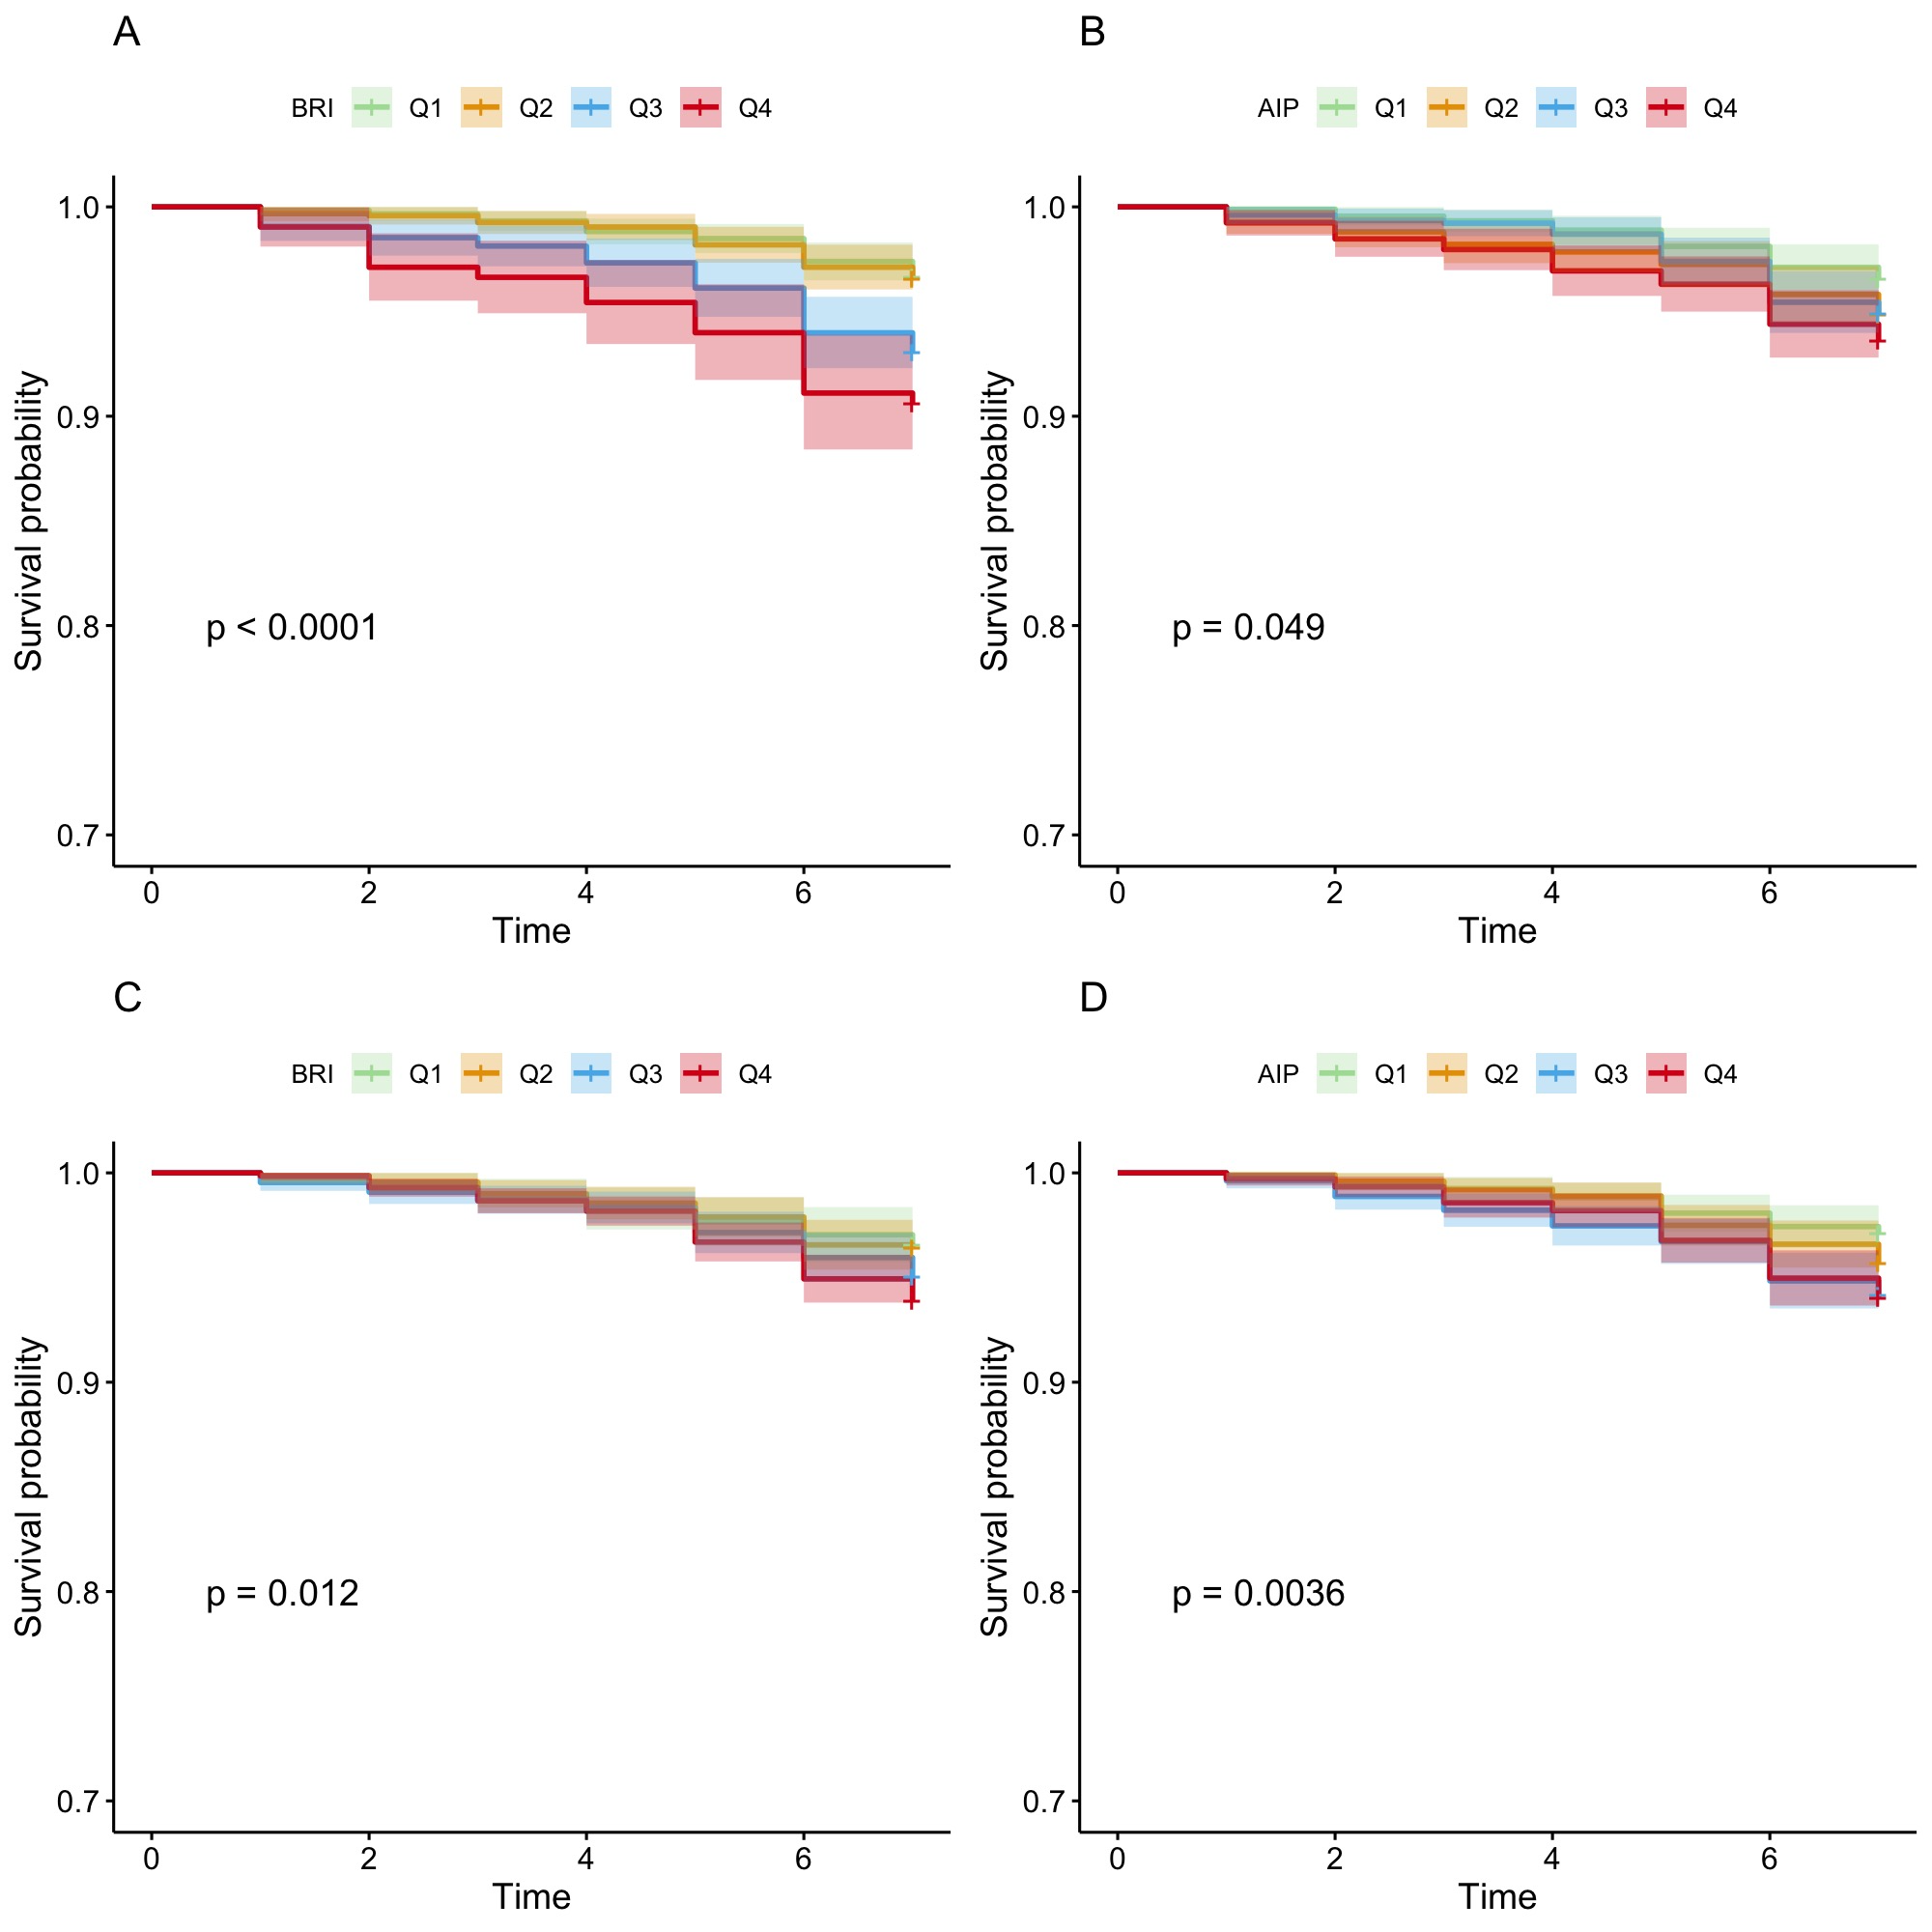 A
BRI Q1 Q2 Q3 Q4
1.0
0.9
0.8
0.7
Survival probability
p < 0.0001
0 2 4 6
Time
B
AIP Q1 Q2 Q3 Q4
1.0
0.9
0.8
0.7
Survival probability
p = 0.049
0 2 4 6
Time
C
BRI Q1 Q2 Q3 Q4
1.0
0.9
0.8
0.7
Survival probability
p = 0.012
0 2 4 6
Time
D
AIP Q1 Q2 Q3 Q4
1.0
0.9
0.8
0.7
Survival probability
p = 0.0036
0 2 4 6
Time